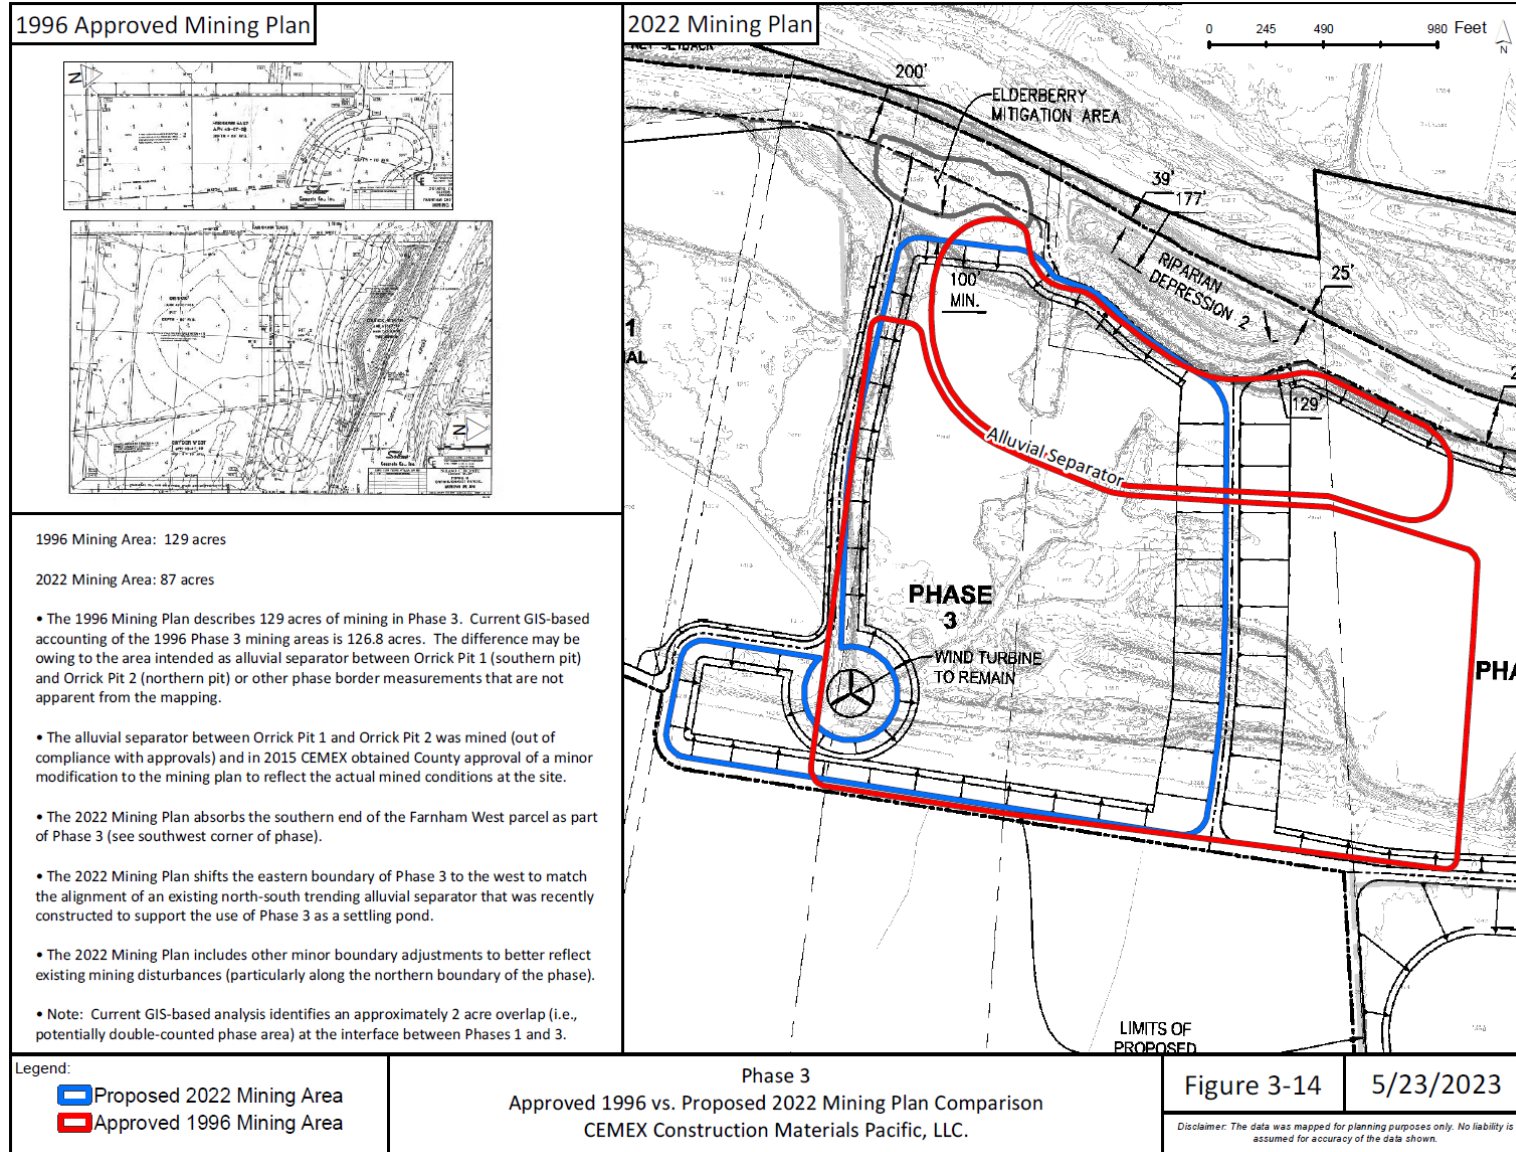 1996 Approved Mining Plan
2022 Mining Plan
0 245 490 980 Feet
N
N
N
200'
ELDERBERRY
MITIGATION AREA
39'
177'
RIPARIAN
DEPRESSION 2
25'
100'
MIN.
129'
1
AL
Alluvial Separator
PHASE
3
WIND TURBINE
TO REMAIN
PHA
LIMITS OF
PROPOSED
1996 Mining Area: 129 acres
2022 Mining Area: 87 acres
• The 1996 Mining Plan describes 129 acres of mining in Phase 3. Current GIS-based
accounting of the 1996 Phase 3 mining areas is 126.8 acres. The difference may be
owing to the area intended as alluvial separator between Orrick Pit 1 (southern pit)
and Orrick Pit 2 (northern pit) or other phase border measurements that are not
apparent from the mapping.
• The alluvial separator between Orrick Pit 1 and Orrick Pit 2 was mined (out of
compliance with approvals) and in 2015 CEMEX obtained County approval of a minor
modification to the mining plan to reflect the actual mined conditions at the site.
• The 2022 Mining Plan absorbs the southern end of the Farnham West parcel as part
of Phase 3 (see southwest corner of phase).
• The 2022 Mining Plan shifts the eastern boundary of Phase 3 to the west to match
the alignment of an existing north-south trending alluvial separator that was recently
constructed to support the use of Phase 3 as a settling pond.
• The 2022 Mining Plan includes other minor boundary adjustments to better reflect
existing mining disturbances (particularly along the northern boundary of the phase).
• Note: Current GIS-based analysis identifies an approximately 2 acre overlap (i.e.,
potentially double-counted phase area) at the interface between Phases 1 and 3.
Legend:
Proposed 2022 Mining Area
Approved 1996 Mining Area
Phase 3
Approved 1996 vs. Proposed 2022 Mining Plan Comparison
CEMEX Construction Materials Pacific, LLC.
Figure 3-14
5/23/2023
Disclaimer: The data was mapped for planning purposes only. No liability is
assumed for accuracy of the data shown.